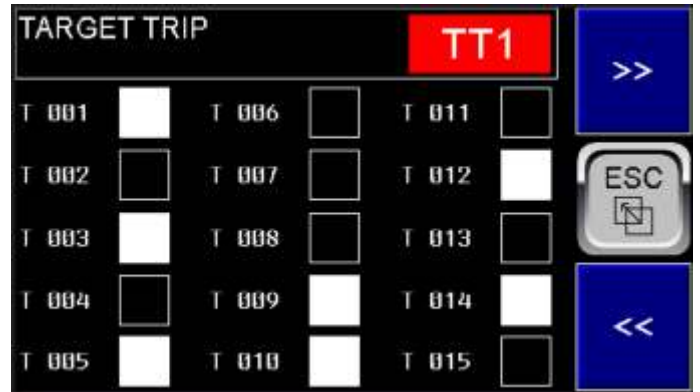 TARGET TRIP TT1
>>
T 001 T 006 T 011
T 002 T 007 T 012
ESC
T 003 T 008 T 013
T 004 T 009 T 014
<<
T 005 T 010 T 015